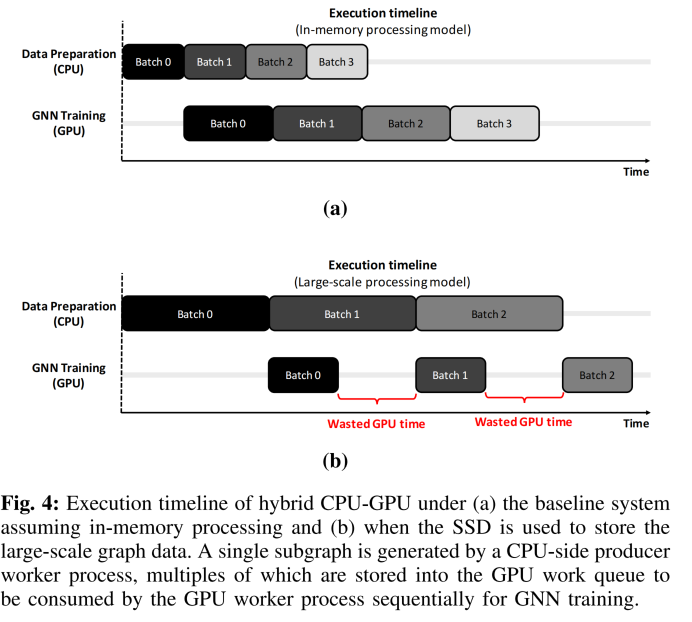 Execution timeline
(In-memory processing model)
Data Preparation
(CPU)
Batch 0 Batch 1 Batch 2 Batch 3
GNN Training
(GPU)
Batch 0 Batch 1 Batch 2 Batch 3
Time
(a)
Execution timeline
(Large-scale processing model)
Data Preparation
(CPU)
Batch 0 Batch 1 Batch 2
GNN Training
(GPU)
Batch 0 Batch 1 Batch 2
Wasted GPU time Wasted GPU time Time
(b)
Fig. 4: Execution timeline of hybrid CPU-GPU under (a) the baseline system
assuming in-memory processing and (b) when the SSD is used to store the
large-scale graph data. A single subgraph is generated by a CPU-side producer
worker process, multiples of which are stored into the GPU work queue to
be consumed by the GPU worker process sequentially for GNN training.